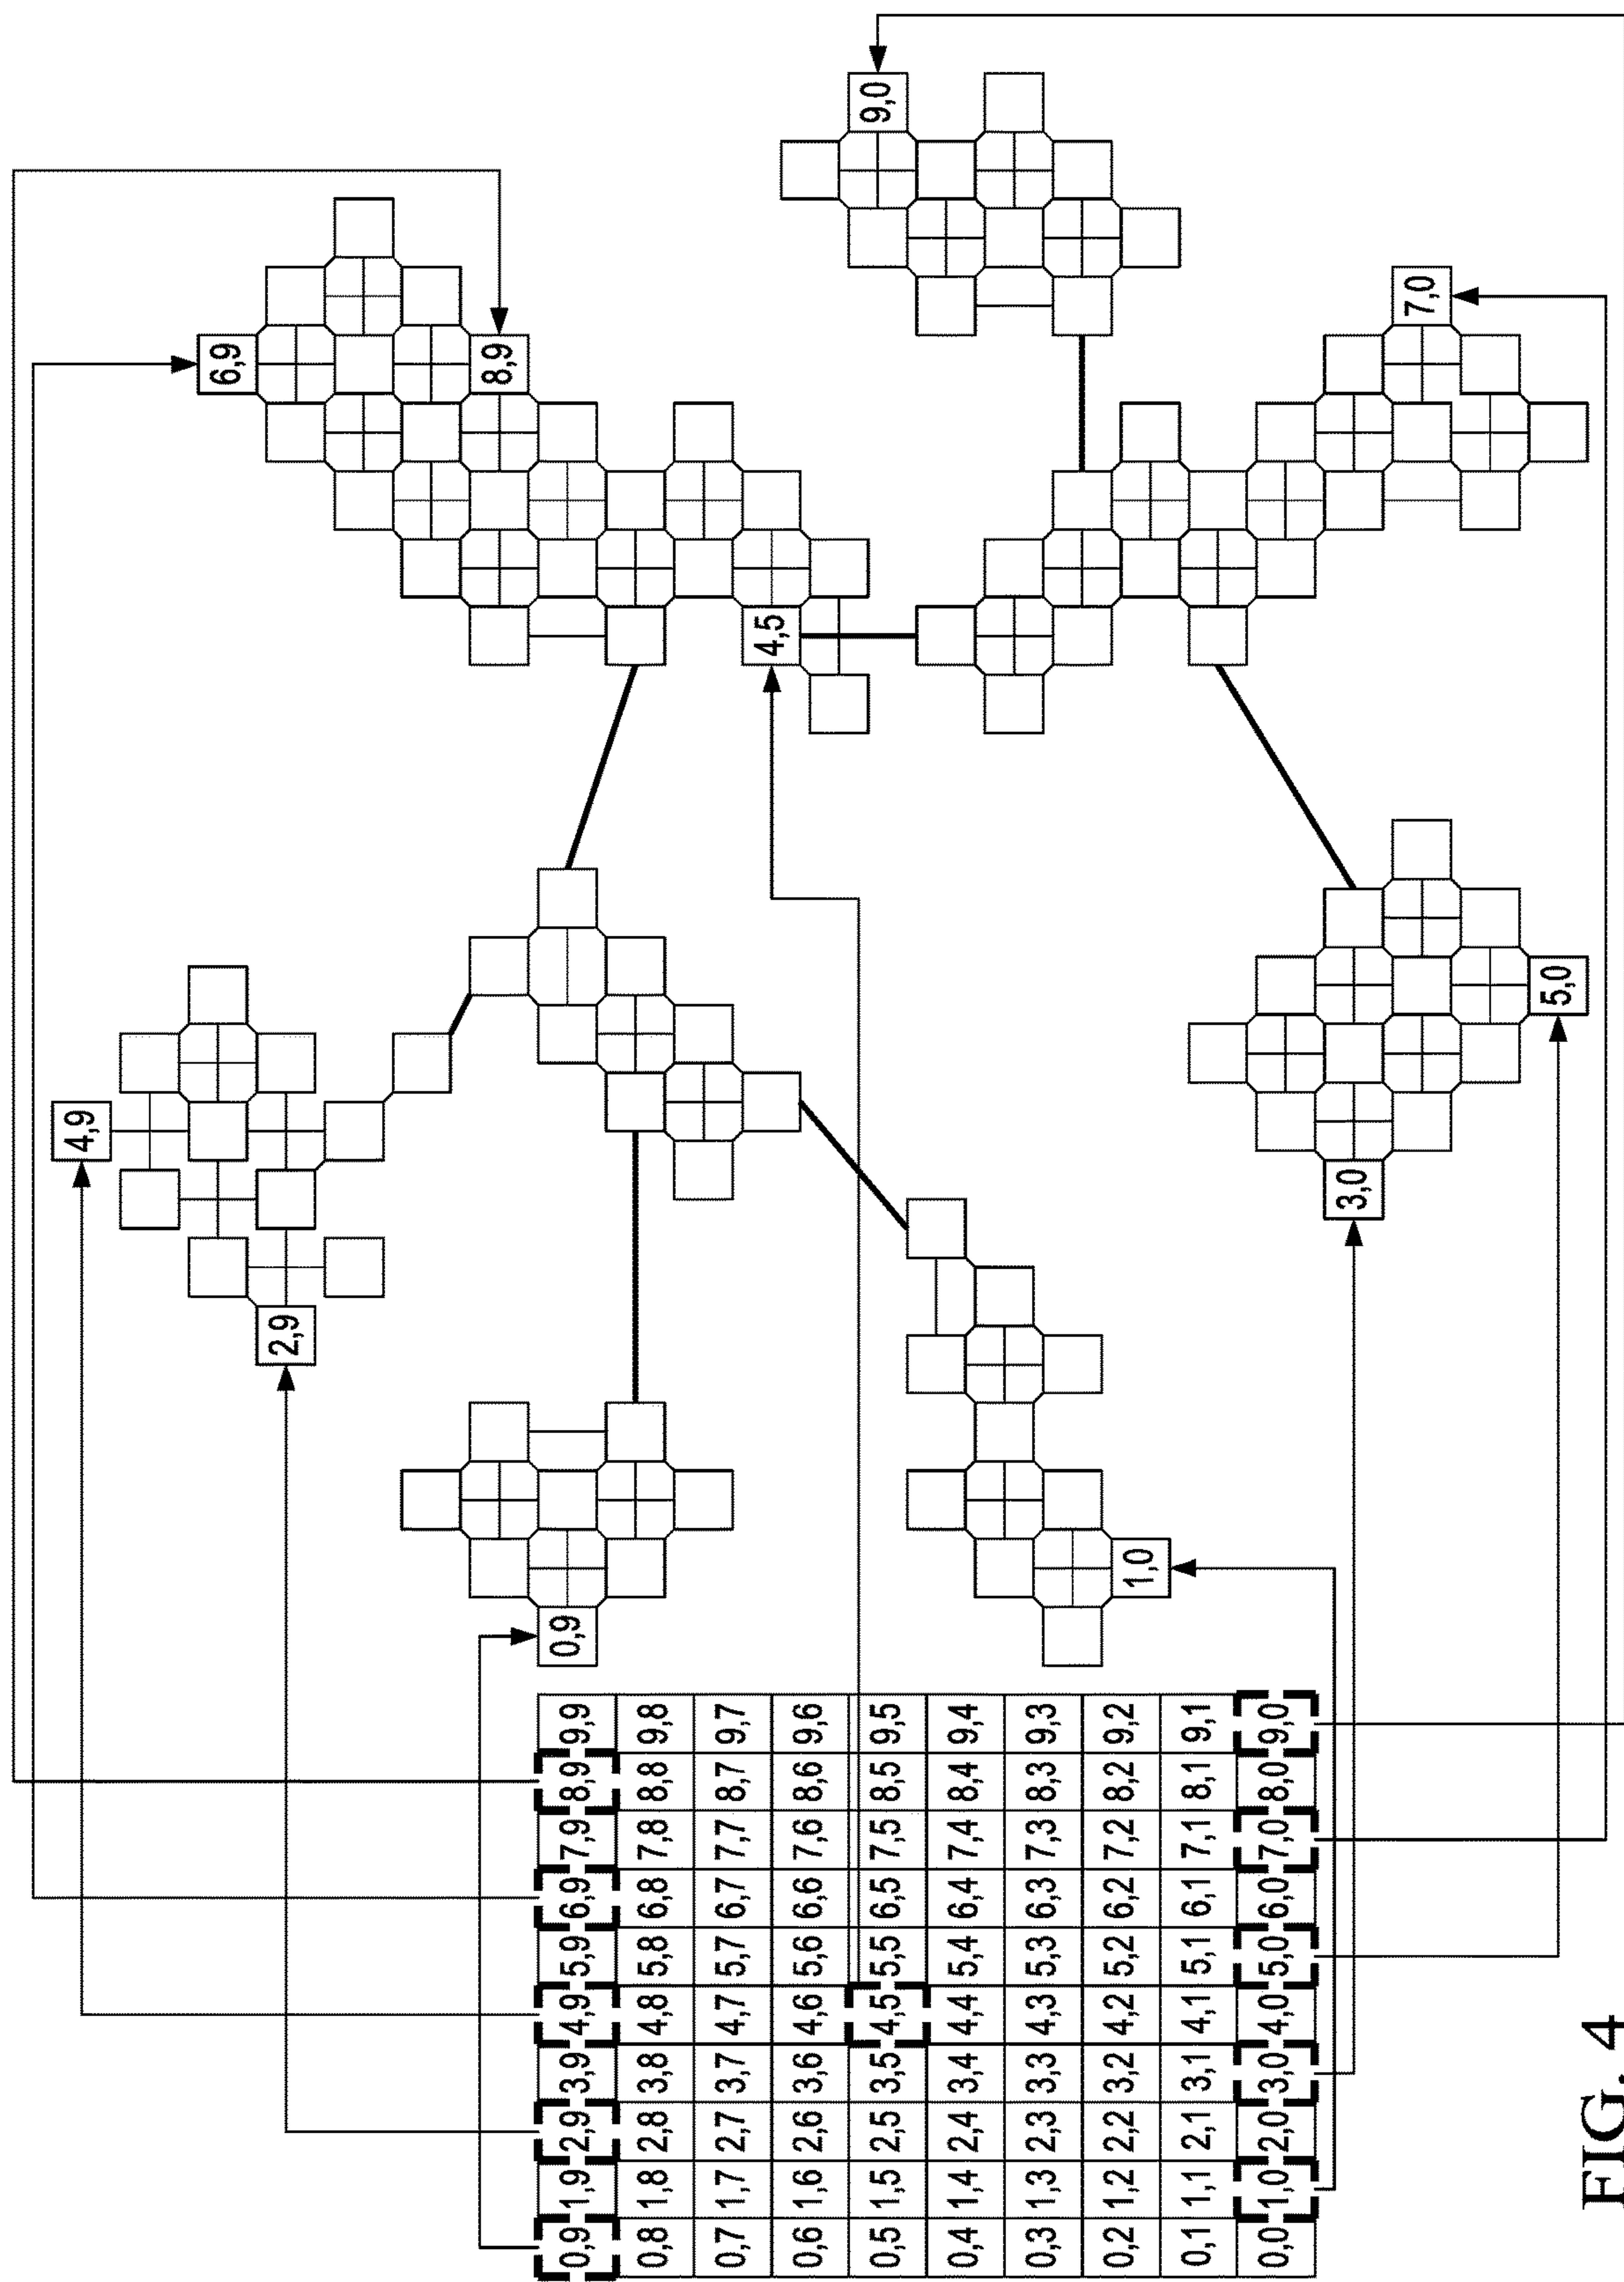 6,9
8,9
9,0
4,9
2,9
4,5
7,0
0,9
1,0
3,0
5,0
0,9 1,9 2,9 3,9 4,9 5,9 6,9 7,9 8,9 9,9
0,8 1,8 2,8 3,8 4,8 5,8 6,8 7,8 8,8 9,8
0,7 1,7 2,7 3,7 4,7 5,7 6,7 7,7 8,7 9,7
0,6 1,6 2,6 3,6 4,6 5,6 6,6 7,6 8,6 9,6
0,5 1,5 2,5 3,5 4,5 5,5 6,5 7,5 8,5 9,5
0,4 1,4 2,4 3,4 4,4 5,4 6,4 7,4 8,4 9,4
0,3 1,3 2,3 3,3 4,3 5,3 6,3 7,3 8,3 9,3
0,2 1,2 2,2 3,2 4,2 5,2 6,2 7,2 8,2 9,2
0,1 1,1 2,1 3,1 4,1 5,1 6,1 7,1 8,1 9,1
0,0 1,0 2,0 3,0 4,0 5,0 6,0 7,0 8,0 9,0
FIG. 4